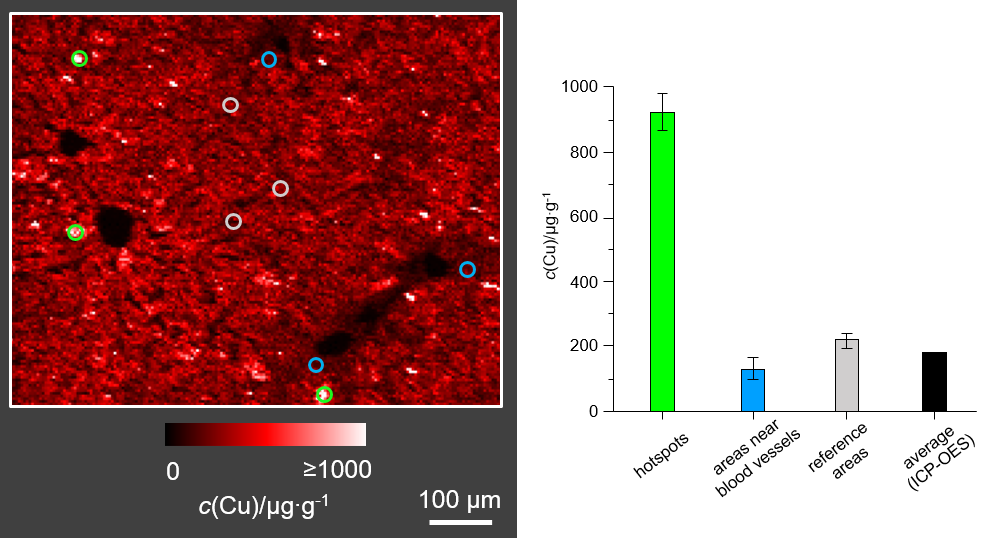 0
≥1000
c(Cu)/µg·g⁻¹
100 µm
c(Cu)/µg·g⁻¹
1000
800
600
400
200
0
hotspots
areas near
blood vessels
reference
areas
average
(ICP-OES)